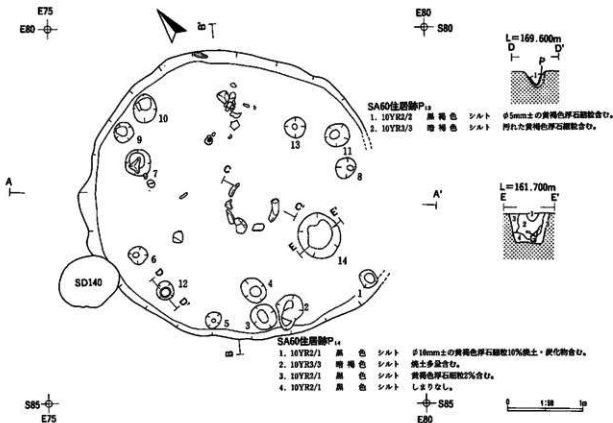 E75
E80
E80
S80
B'
L=169.600m
D D'
P
1
SA60住居跡P₁₂
1. 10YR2/2 黒褐色 シルト φ5mm±の黄褐色浮石細粒含む。
2. 10YR3/3 暗褐色 シルト 汚れた黄褐色浮石細粒含む。
10
9
13
11
7
8
C
A
A'
C'
L=161.700m
E E'
3 2 1
4
E'
E
14
6
D
12
D'
SD140
4
2
1
3
5
B
SA60住居跡P₁₄
1. 10YR2/1 黒色 シルト φ10mm±の黄褐色浮石細粒10%焼土・炭化物含む。
2. 10YR3/3 暗褐色 シルト 焼土多量含む。
3. 10YR2/1 黒色 シルト 黄褐色浮石細粒2%含む。
4. 10YR2/1 黒色 シルト しまりなし。
S85
E75
S85
E80
0 1:50 1m